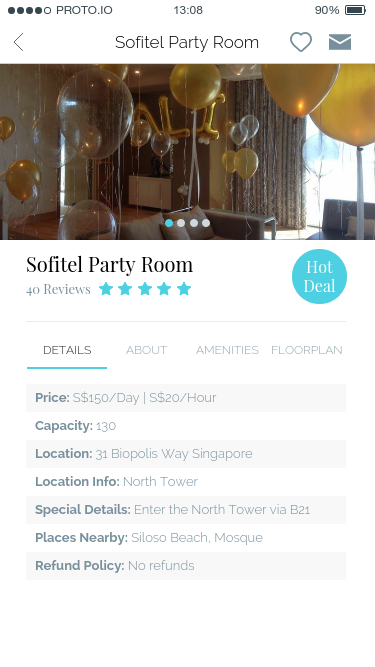 PROTO.IO 13:08 90%
Sofitel Party Room
Sofitel Party Room
40 Reviews
Hot
Deal
DETAILS ABOUT AMENITIES FLOORPLAN
Price: S$150/Day | S$20/Hour
Capacity: 130
Location: 31 Biopolis Way Singapore
Location Info: North Tower
Special Details: Enter the North Tower via B21
Places Nearby: Siloso Beach, Mosque
Refund Policy: No refunds